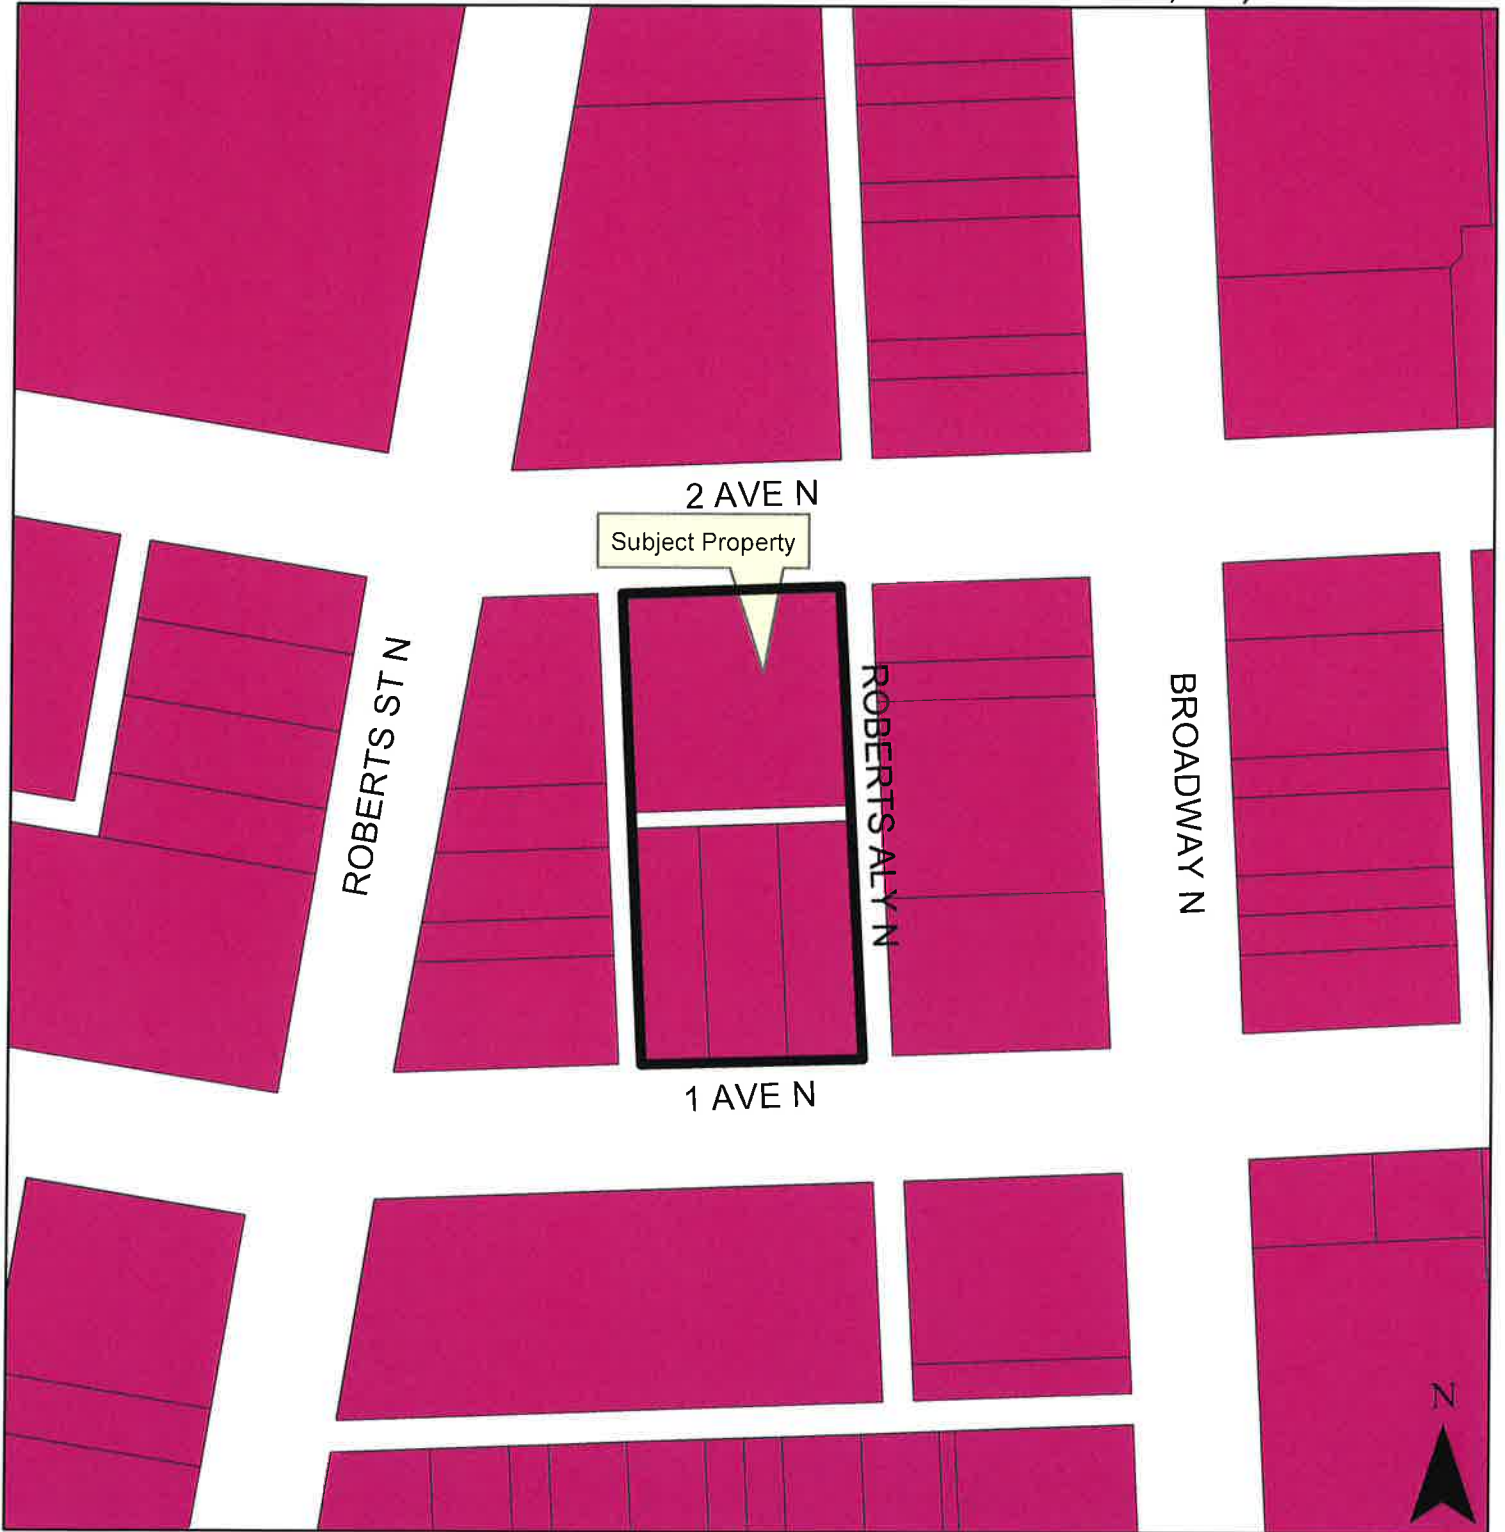 2 AVE N
Subject Property
ROBERTS ST N
ROBERTS ALY N
BROADWAY N
1 AVE N
N